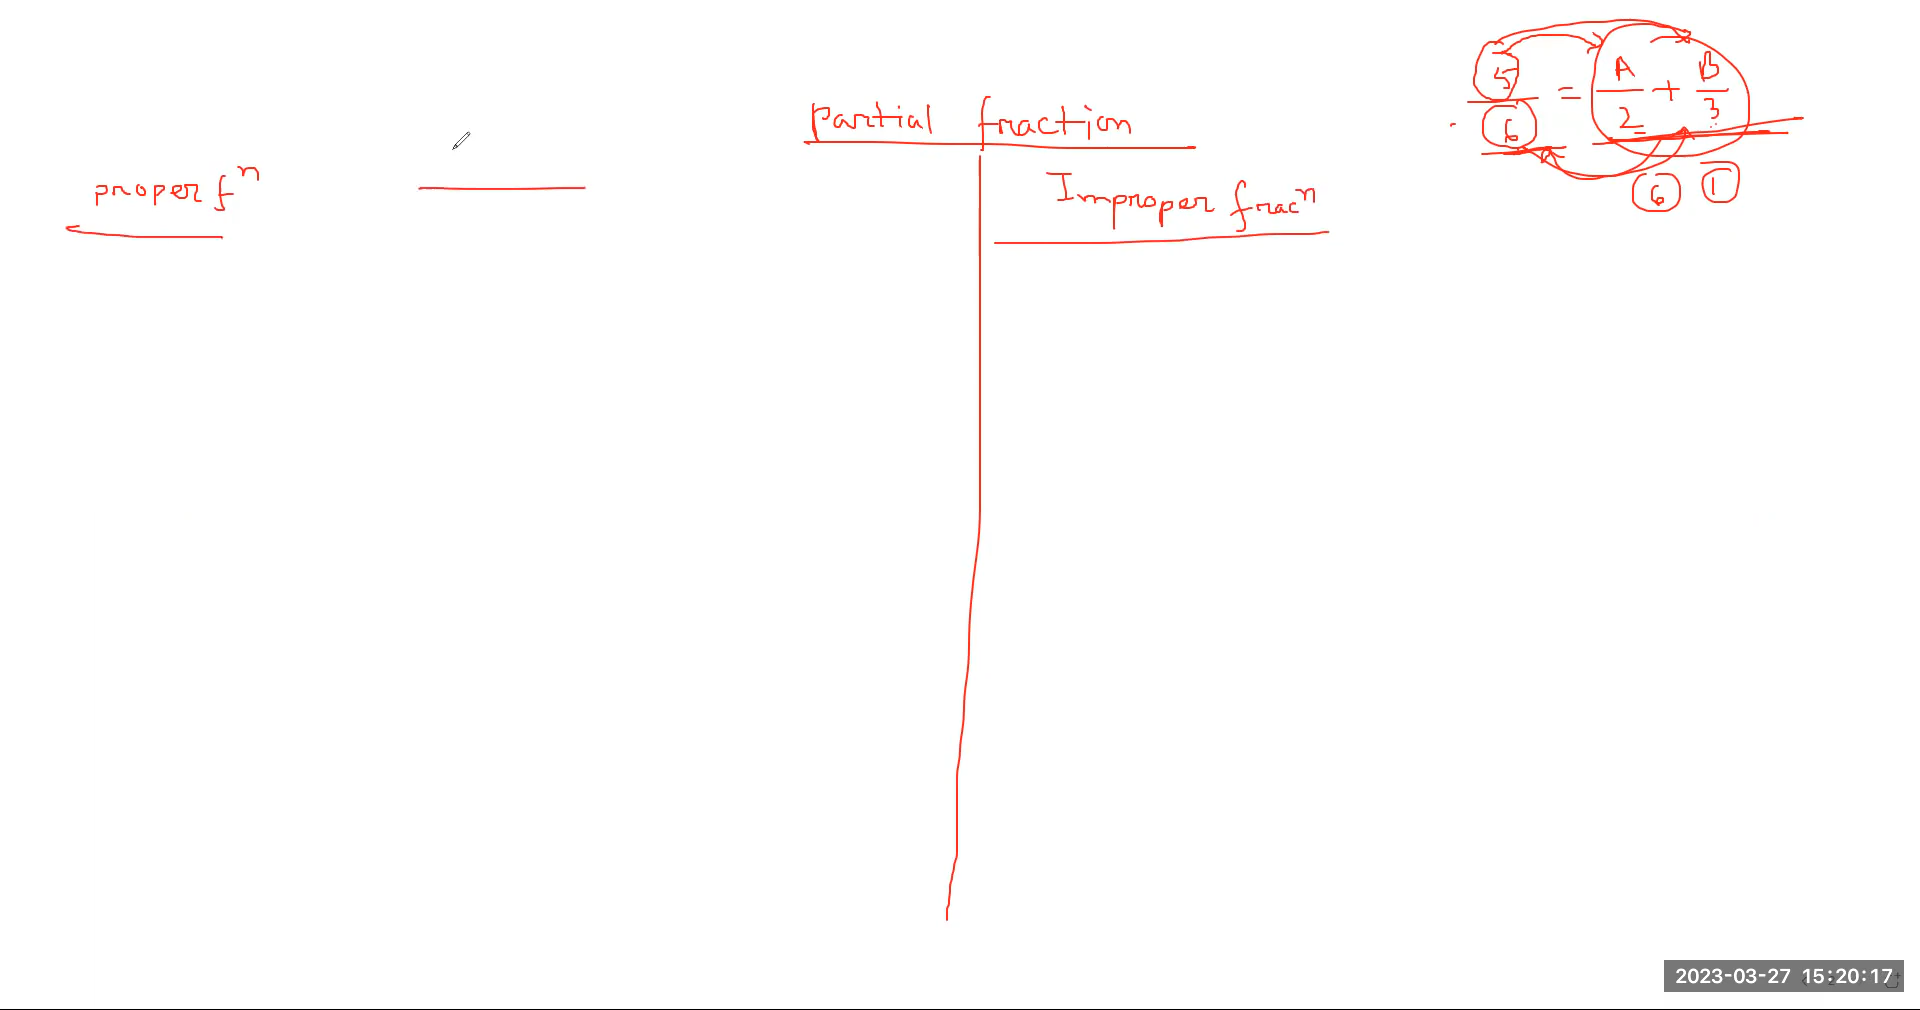 5/6 = A/2 + B/3
6 1
Partial fraction
proper fⁿ
Improper fracⁿ
2023-03-27 15:20:17